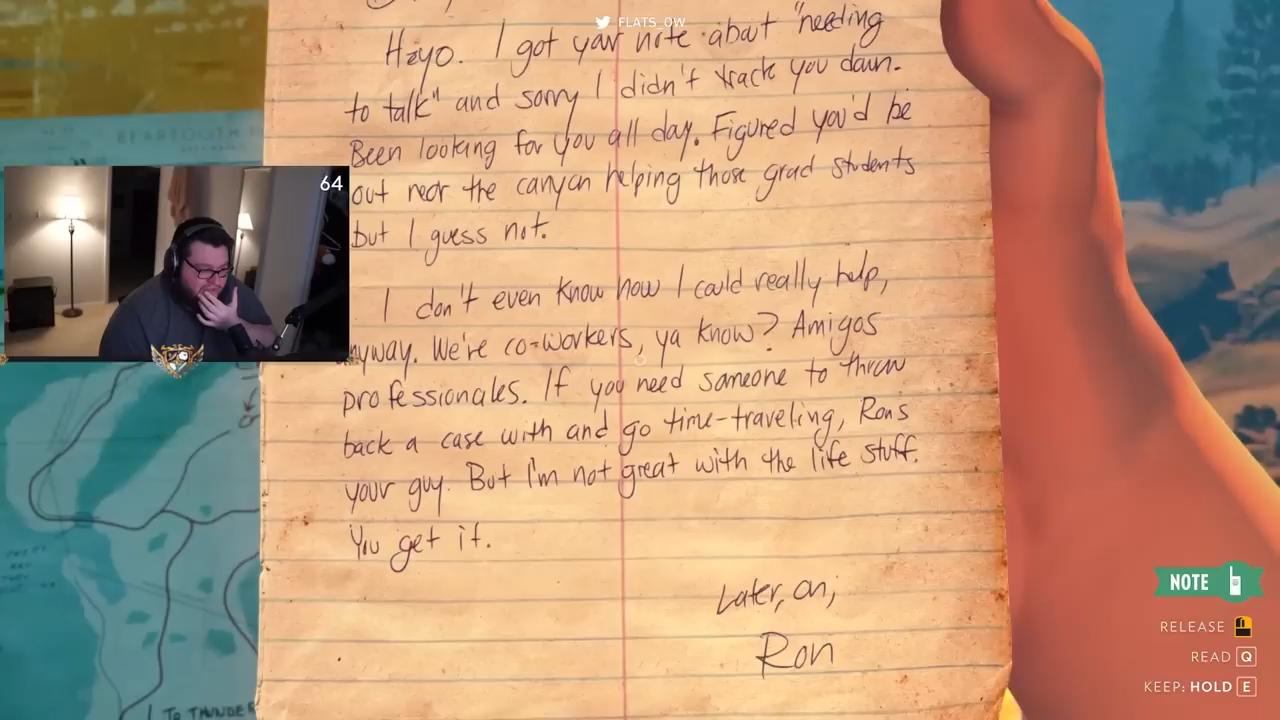 FLATS_OW
Hey0. I got your note about "needing
to talk" and sorry I didn't track you down.
Been looking for you all day. Figured you'd be
out near the canyon helping those grad students
but I guess not.
64
I don't even know how I could really help,
nyway. We're co-workers, ya know? Amigos
professionales. If you need someone to throw
back a case with and go time-traveling, Ron's
your guy. But I'm not great with the life stuff.
You get it.
Later, on,
Ron
NOTE
RELEASE
READ Q
KEEP: HOLD E
TO THUNDE